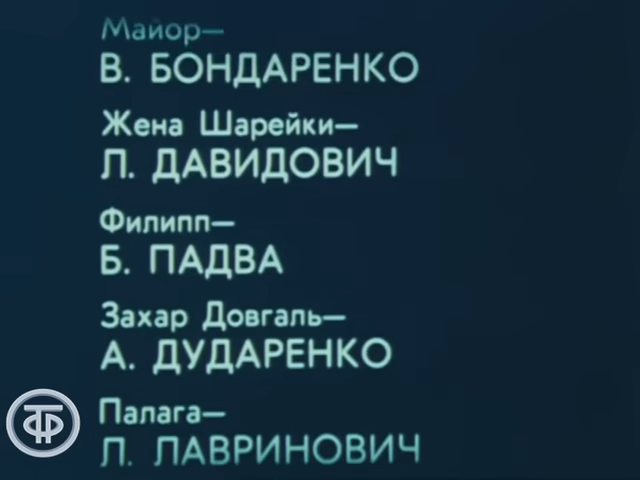 Майор—
В. БОНДАРЕНКО
Жена Шарейки—
Л. ДАВИДОВИЧ
Филипп—
Б. ПАДВА
Захар Довгаль—
А. ДУДАРЕНКО
Палага—
Л. ЛАВРИНОВИЧ